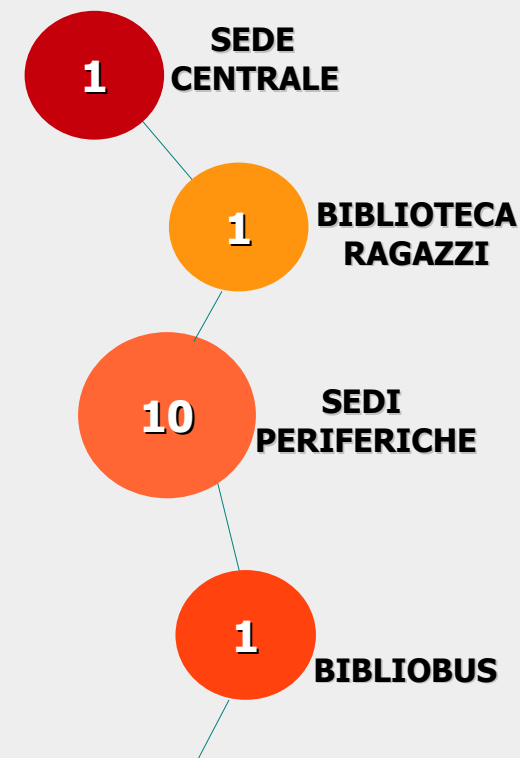 1
SEDE
CENTRALE
1
BIBLIOTECA
RAGAZZI
10
SEDI
PERIFERICHE
1
BIBLIOBUS